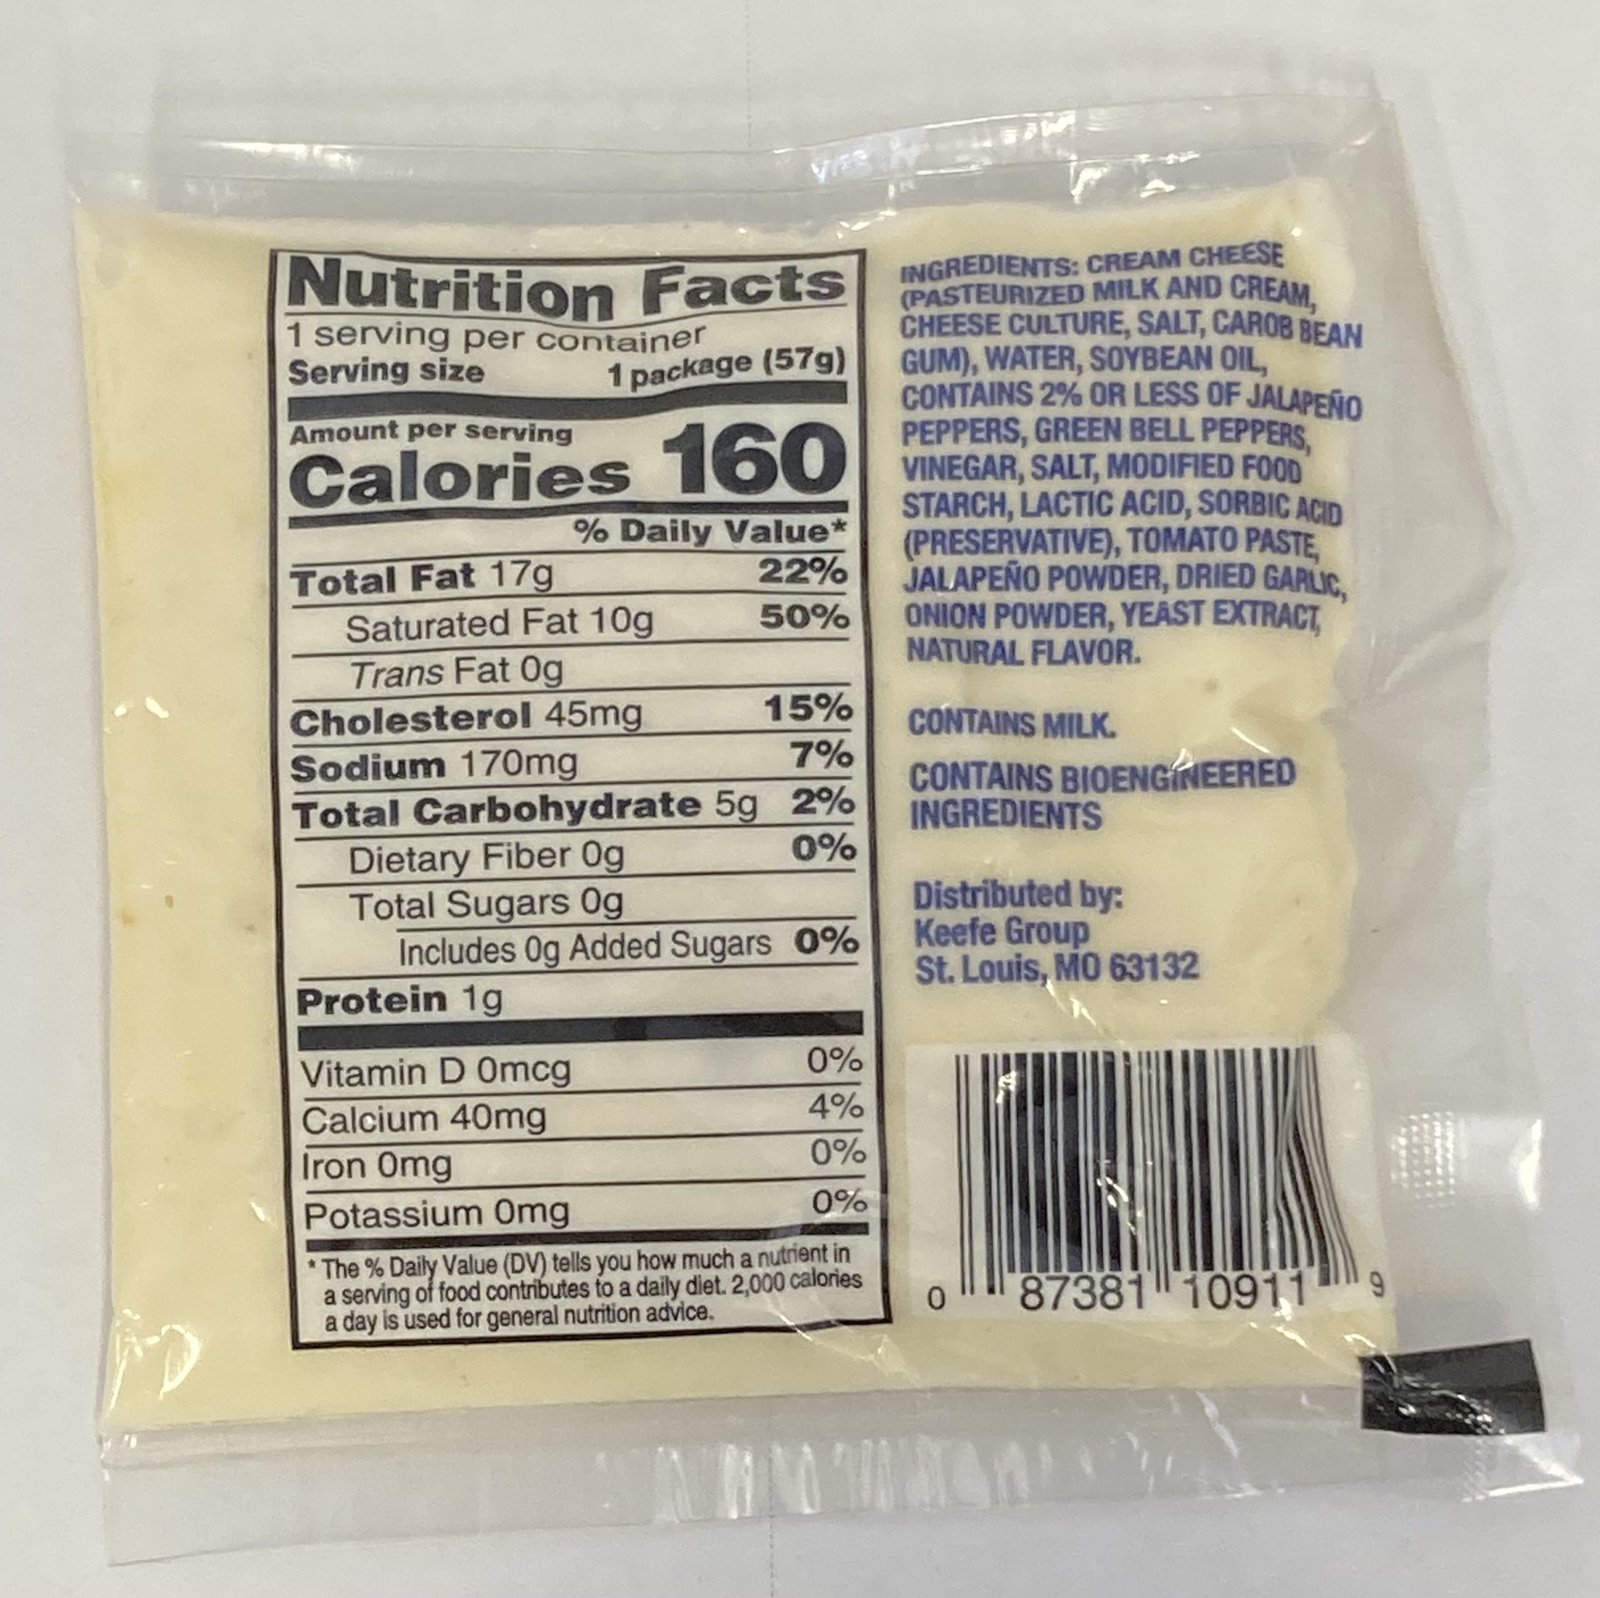 Nutrition Facts
1 serving per container
Serving size 1 package (57g)
Amount per serving
Calories 160
% Daily Value*
Total Fat 17g 22%
Saturated Fat 10g 50%
Trans Fat 0g
Cholesterol 45mg 15%
Sodium 170mg 7%
Total Carbohydrate 5g 2%
Dietary Fiber 0g 0%
Total Sugars 0g
Includes 0g Added Sugars 0%
Protein 1g
Vitamin D 0mcg 0%
Calcium 40mg 4%
Iron 0mg 0%
Potassium 0mg 0%
* The % Daily Value (DV) tells you how much a nutrient in
a serving of food contributes to a daily diet. 2,000 calories
a day is used for general nutrition advice.
INGREDIENTS: CREAM CHEESE
(PASTEURIZED MILK AND CREAM,
CHEESE CULTURE, SALT, CAROB BEAN
GUM), WATER, SOYBEAN OIL,
CONTAINS 2% OR LESS OF JALAPEÑO
PEPPERS, GREEN BELL PEPPERS,
VINEGAR, SALT, MODIFIED FOOD
STARCH, LACTIC ACID, SORBIC ACID
(PRESERVATIVE), TOMATO PASTE,
JALAPEÑO POWDER, DRIED GARLIC,
ONION POWDER, YEAST EXTRACT,
NATURAL FLAVOR.
CONTAINS MILK.
CONTAINS BIOENGINEERED
INGREDIENTS
Distributed by:
Keefe Group
St. Louis, MO 63132
0 87381 10911 9